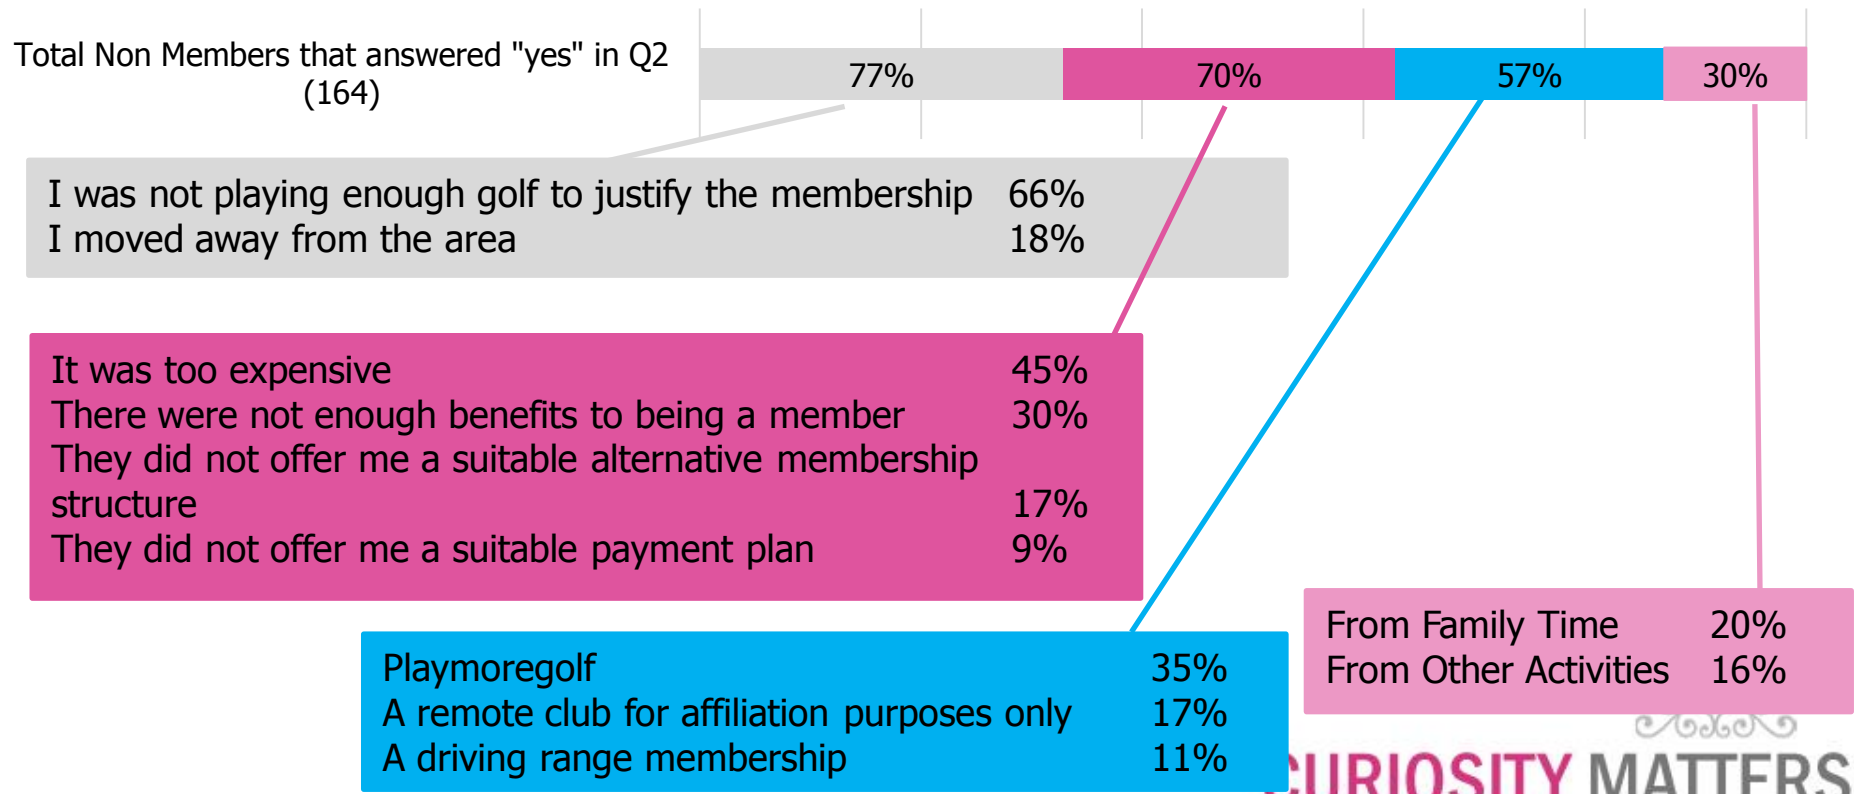 Total Non Members that answered "yes" in Q2
(164)
77% 70% 57% 30%
I was not playing enough golf to justify the membership 66%
I moved away from the area 18%
It was too expensive 45%
There were not enough benefits to being a member 30%
They did not offer me a suitable alternative membership
structure 17%
They did not offer me a suitable payment plan 9%
Playmoregolf 35%
A remote club for affiliation purposes only 17%
A driving range membership 11%
From Family Time 20%
From Other Activities 16%
CURIOSITY MATTERS